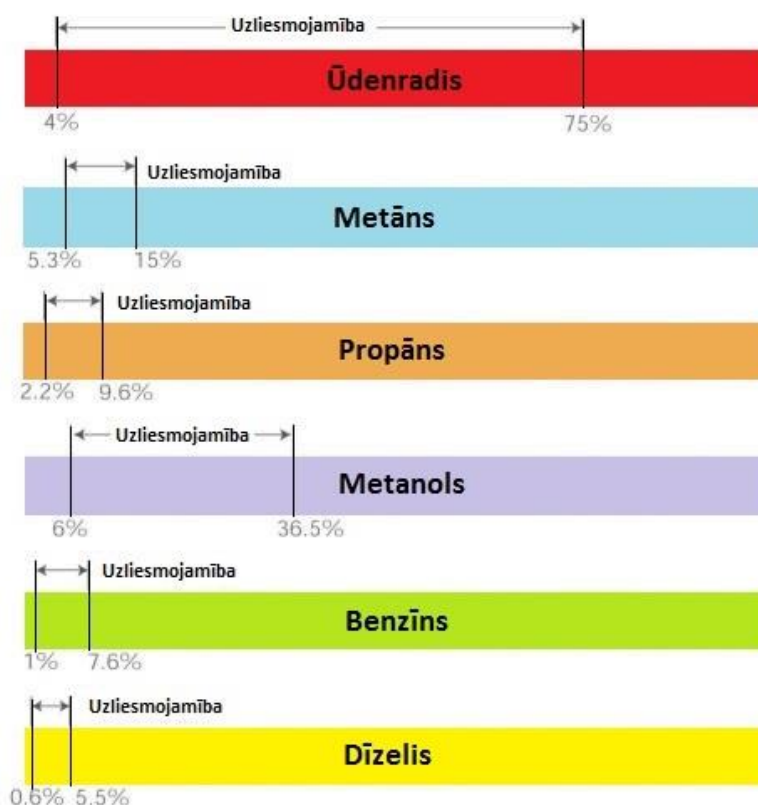 Uzliesmojamība
Ūdenradis
4% 75%
Uzliesmojamība
Metāns
5.3% 15%
Uzliesmojamība
Propāns
2.2% 9.6%
Uzliesmojamība
Metanols
6% 36.5%
Uzliesmojamība
Benzīns
1% 7.6%
Uzliesmojamība
Dīzelis
0.6% 5.5%